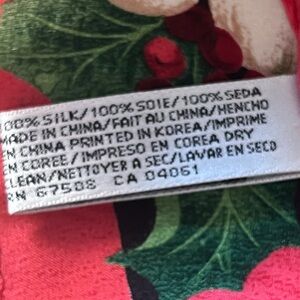 00% SILK/100% SOIE/100% SEDA
MADE IN CHINA/FAIT AU CHINA/HENCHO
EN CHINA PRINTED IN KOREA/IMPRIME
EN COREE/IMPRESO EN COREA DRY
CLEAN/NETTOYER A SEC/LAVAR EN SECO
RN 67508 CA 04061